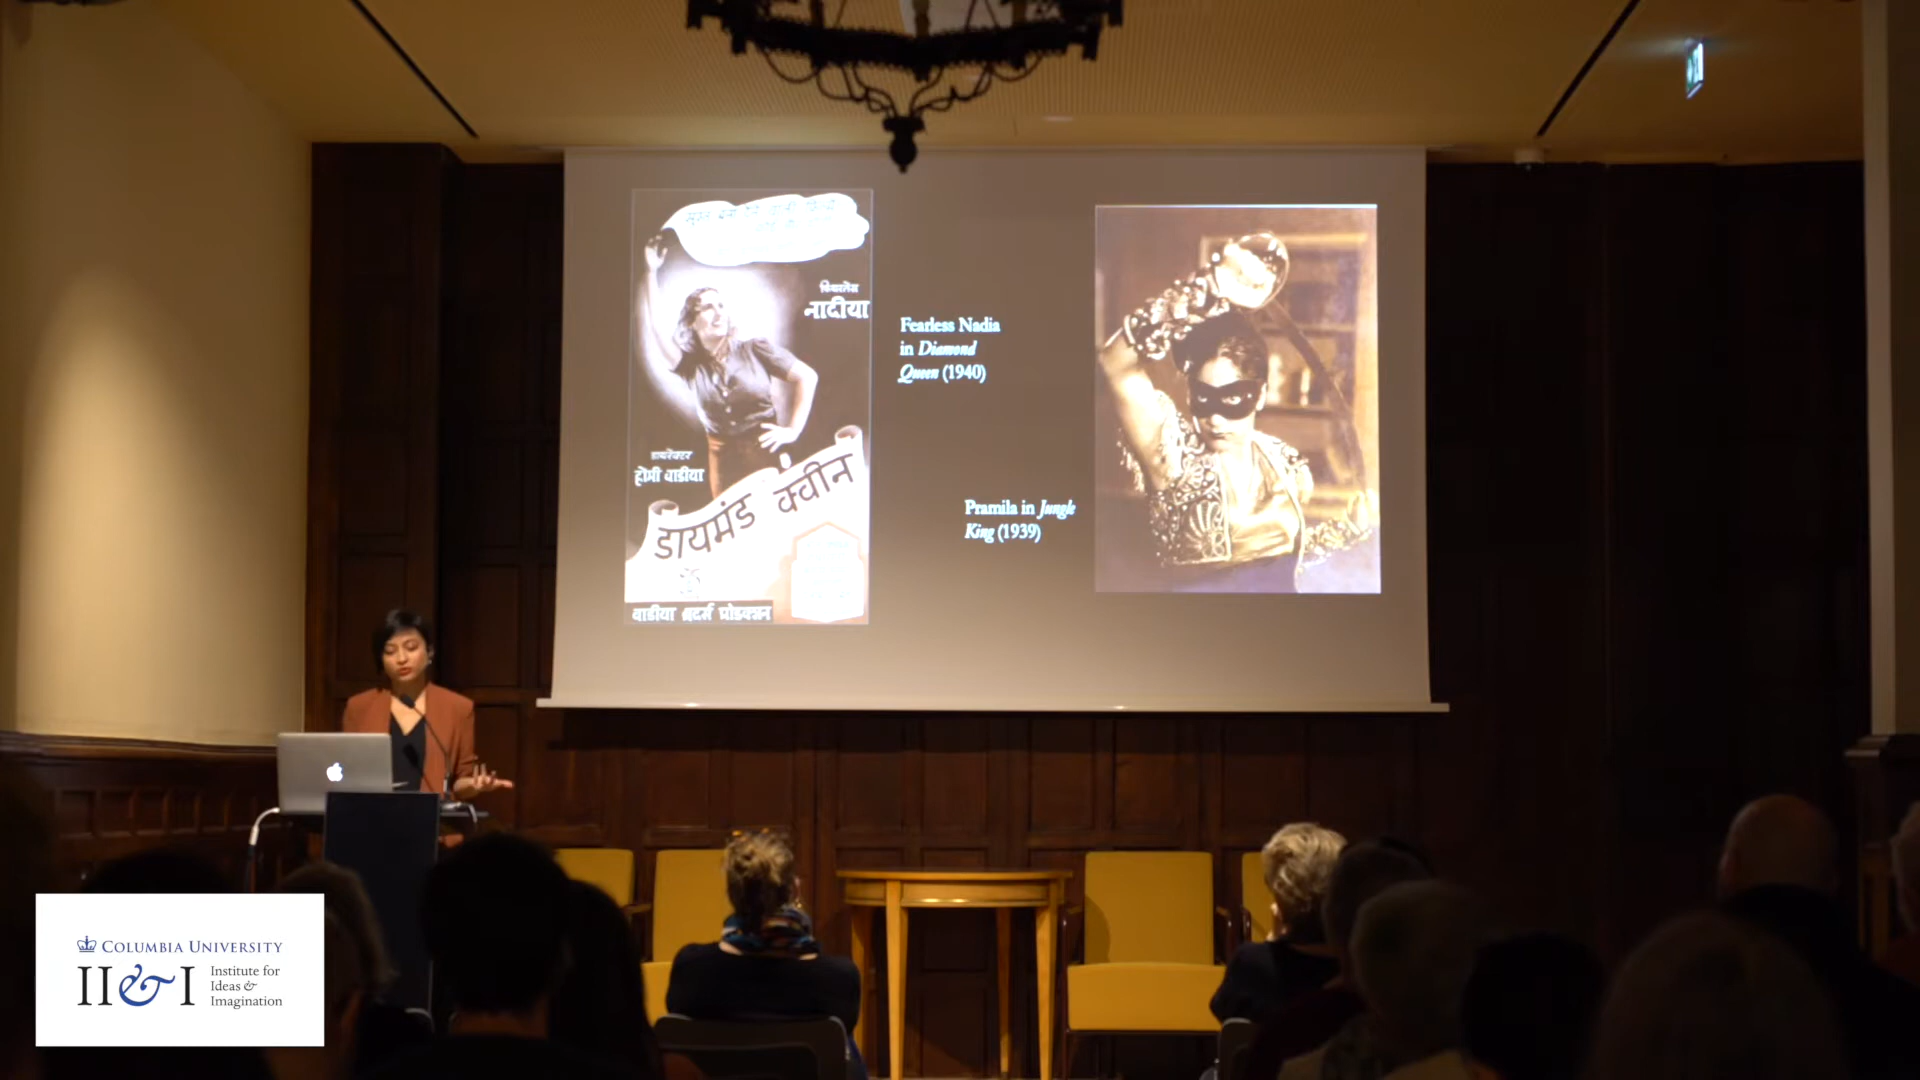 फियरलेस
नादीया
Fearless Nadia
in Diamond
Queen (1940)
डायरेक्टर
होमी वाडीया
डायमंड क्वीन
वाडीया ब्रदर्स प्रोडक्शन
Pramila in Jungle
King (1939)
COLUMBIA UNIVERSITY
II&I
Institute for
Ideas &
Imagination